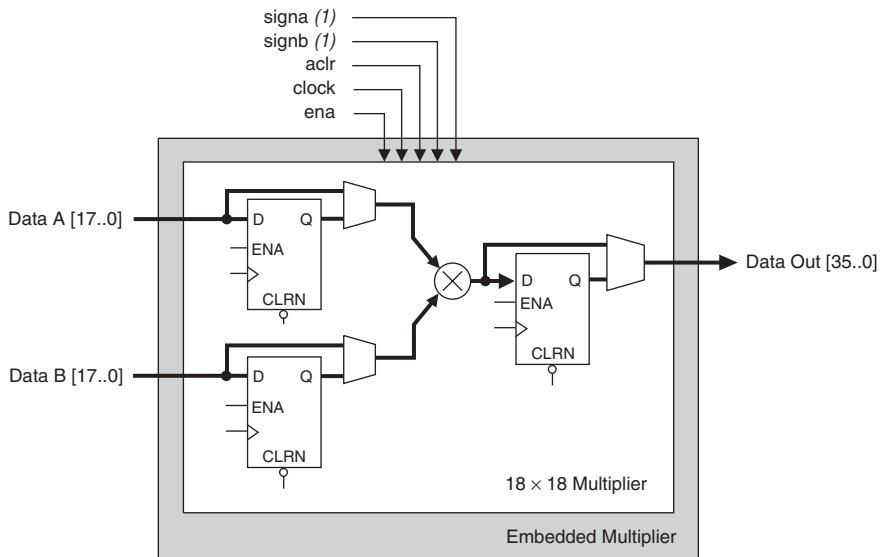 signa (1)
signb (1)
aclr
clock
ena
Data A [17..0]
D Q
ENA
CLRN
Data B [17..0]
D Q
ENA
CLRN
D Q
ENA
CLRN
Data Out [35..0]
18 × 18 Multiplier
Embedded Multiplier